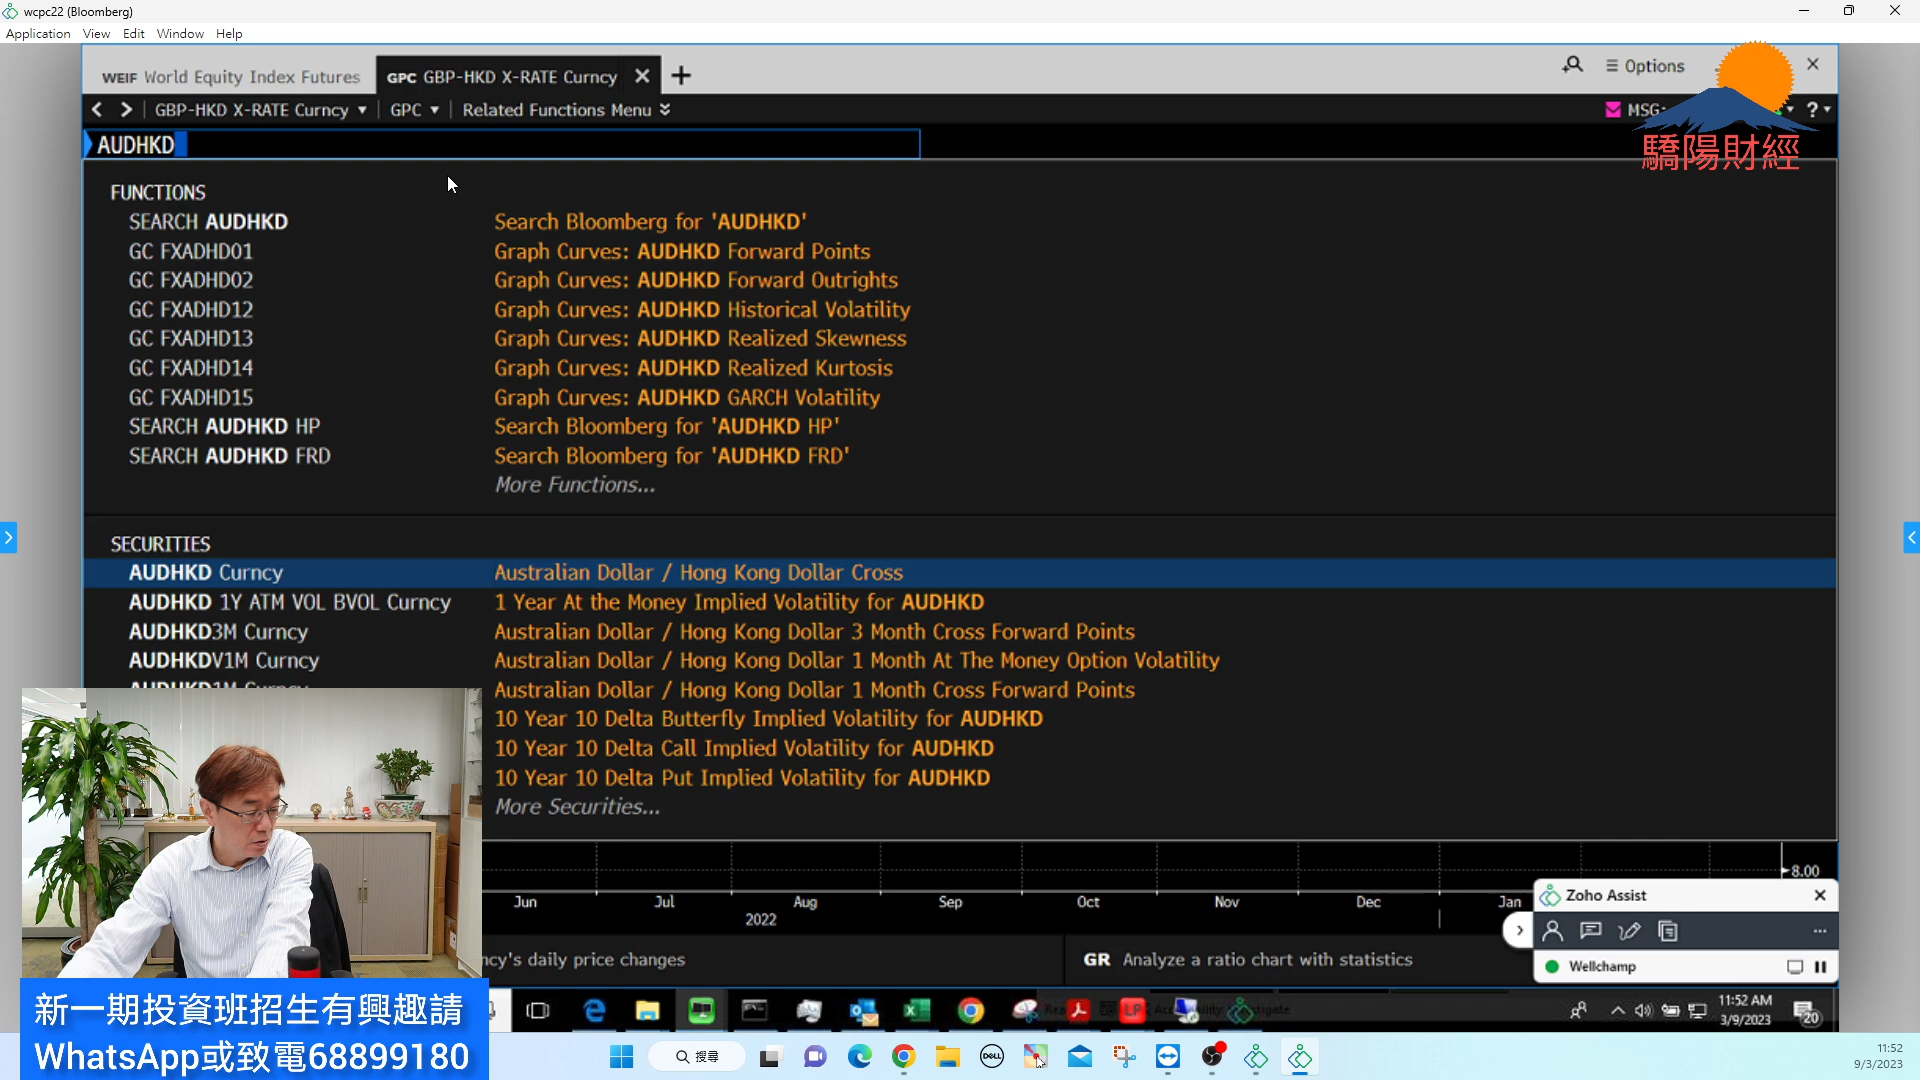 wcpc22 (Bloomberg)
Application View Edit Window Help
WEIF World Equity Index Futures
GPC GBP-HKD X-RATE Curncy
Options
GBP-HKD X-RATE Curncy GPC Related Functions Menu
MSG:
?
驕陽財經
AUDHKD
FUNCTIONS
SEARCH AUDHKD Search Bloomberg for 'AUDHKD'
GC FXADHD01 Graph Curves: AUDHKD Forward Points
GC FXADHD02 Graph Curves: AUDHKD Forward Outrights
GC FXADHD12 Graph Curves: AUDHKD Historical Volatility
GC FXADHD13 Graph Curves: AUDHKD Realized Skewness
GC FXADHD14 Graph Curves: AUDHKD Realized Kurtosis
GC FXADHD15 Graph Curves: AUDHKD GARCH Volatility
SEARCH AUDHKD HP Search Bloomberg for 'AUDHKD HP'
SEARCH AUDHKD FRD Search Bloomberg for 'AUDHKD FRD'
More Functions...
SECURITIES
AUDHKD Curncy Australian Dollar / Hong Kong Dollar Cross
AUDHKD 1Y ATM VOL BVOL Curncy 1 Year At the Money Implied Volatility for AUDHKD
AUDHKD3M Curncy Australian Dollar / Hong Kong Dollar 3 Month Cross Forward Points
AUDHKDV1M Curncy Australian Dollar / Hong Kong Dollar 1 Month At The Money Option Volatility
AUDHKD1M Curncy Australian Dollar / Hong Kong Dollar 1 Month Cross Forward Points
10 Year 10 Delta Butterfly Implied Volatility for AUDHKD
10 Year 10 Delta Call Implied Volatility for AUDHKD
10 Year 10 Delta Put Implied Volatility for AUDHKD
More Securities...
8.00
Jun Jul Aug Sep Oct Nov Dec Jan
2022
ncy's daily price changes
GR Analyze a ratio chart with statistics
Zoho Assist
Wellchamp
11:52 AM
3/9/2023
20
新一期投資班招生有興趣請
WhatsApp或致電68899180
搜尋
DELL
11:52
9/3/2023